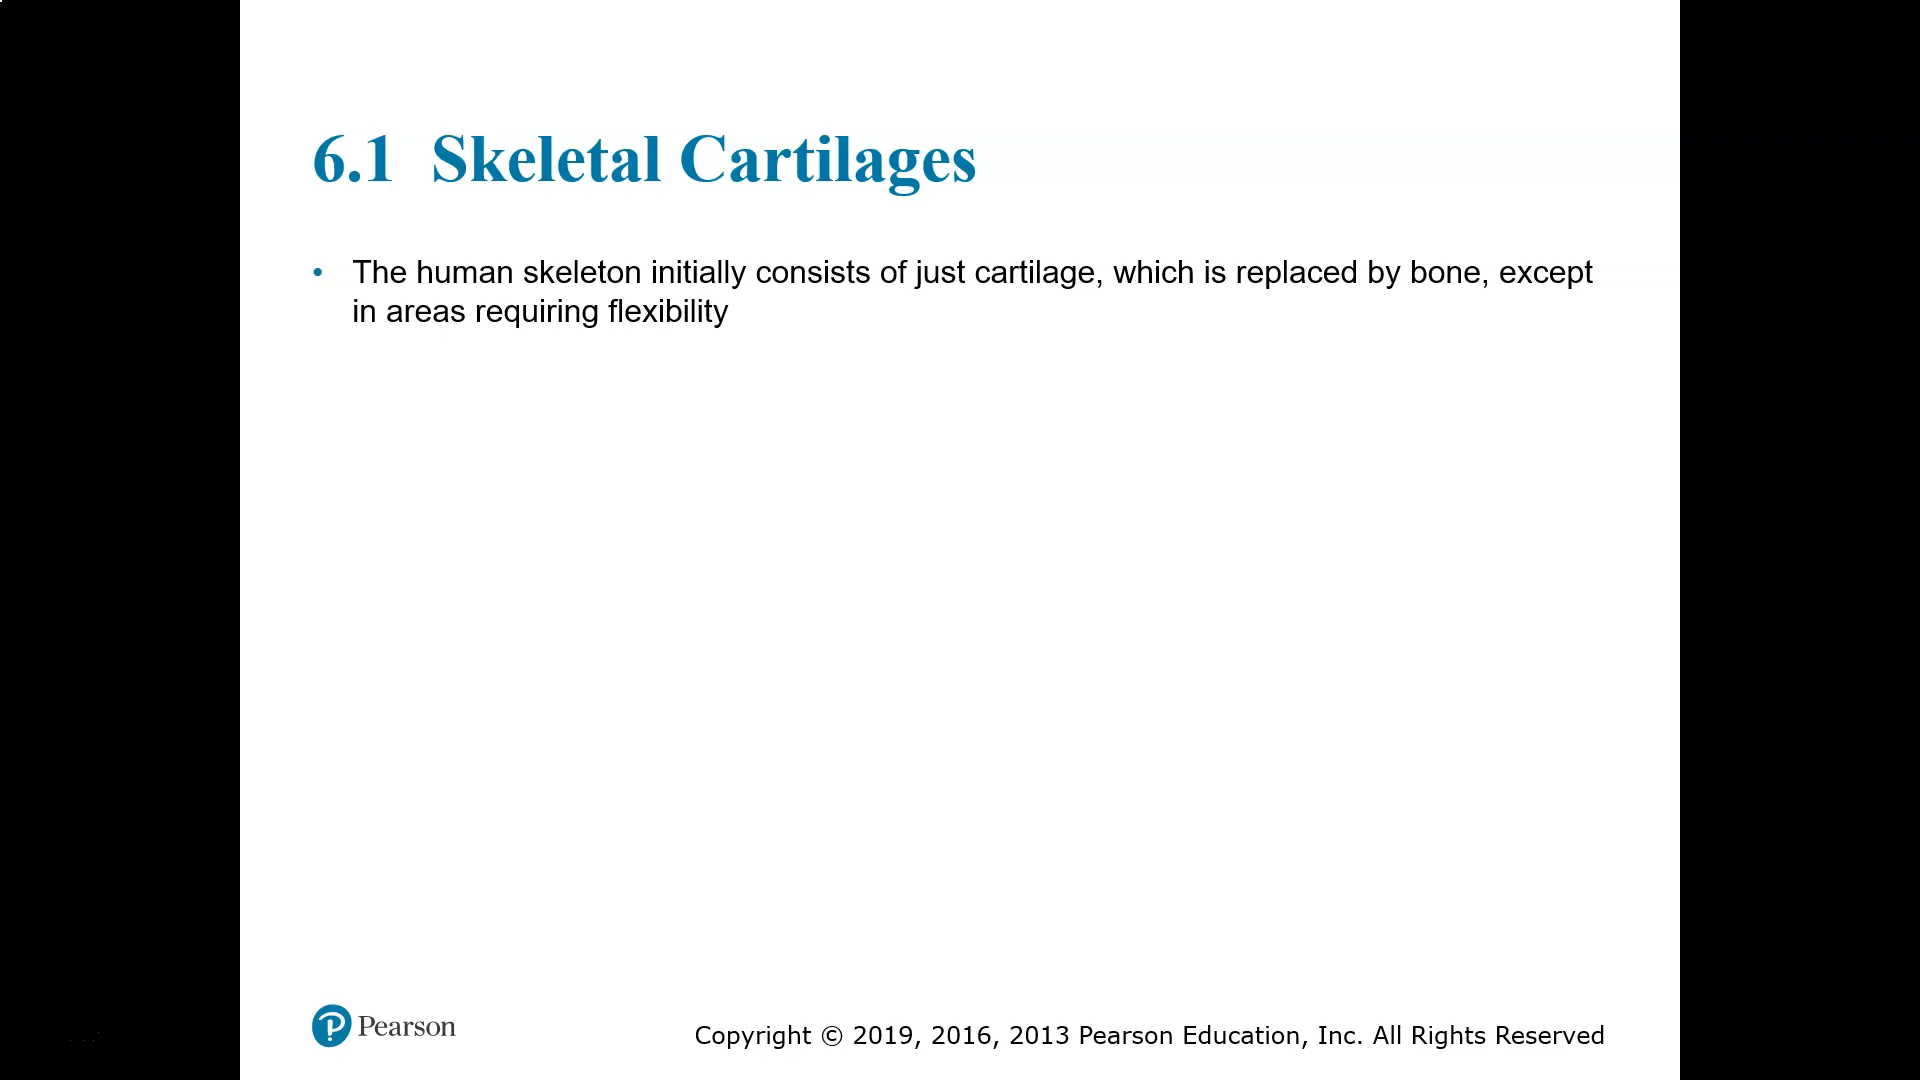 6.1 Skeletal Cartilages
• The human skeleton initially consists of just cartilage, which is replaced by bone, except
in areas requiring flexibility
Pearson
Copyright © 2019, 2016, 2013 Pearson Education, Inc. All Rights Reserved